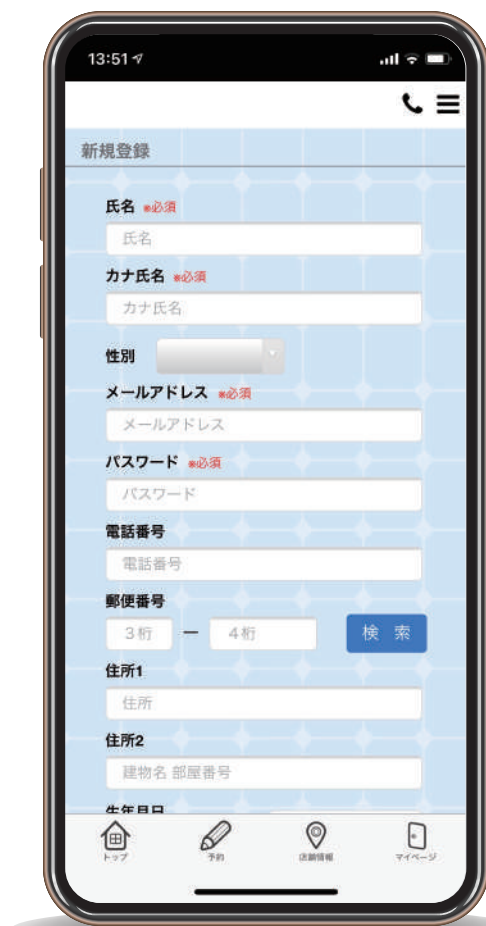 13:51
新規登録
氏名 *必須
氏名
カナ氏名 *必須
カナ氏名
性別
メールアドレス *必須
メールアドレス
パスワード *必須
パスワード
電話番号
電話番号
郵便番号
3桁 ー 4桁 検 索
住所1
住所
住所2
建物名 部屋番号
生年月日
トップ 予約 店舗情報 マイページ